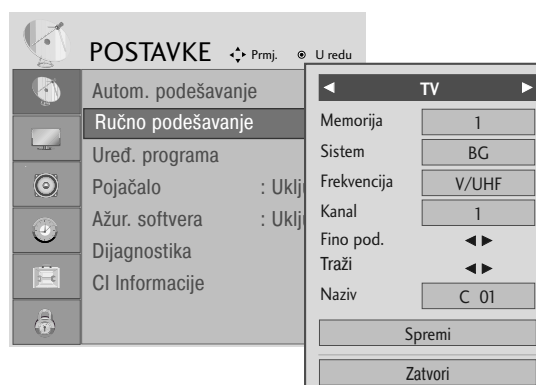 POSTAVKE Prmj. U redu
Autom. podešavanje
Ručno podešavanje
Uređ. programa
Pojačalo : Uklj
Ažur. softvera : Uklj
Dijagnostika
CI Informacije
◄ TV ►
Memorija 1
Sistem BG
Frekvencija V/UHF
Kanal 1
Fino pod. ◄►
Traži ◄►
Naziv C 01
Spremi
Zatvori